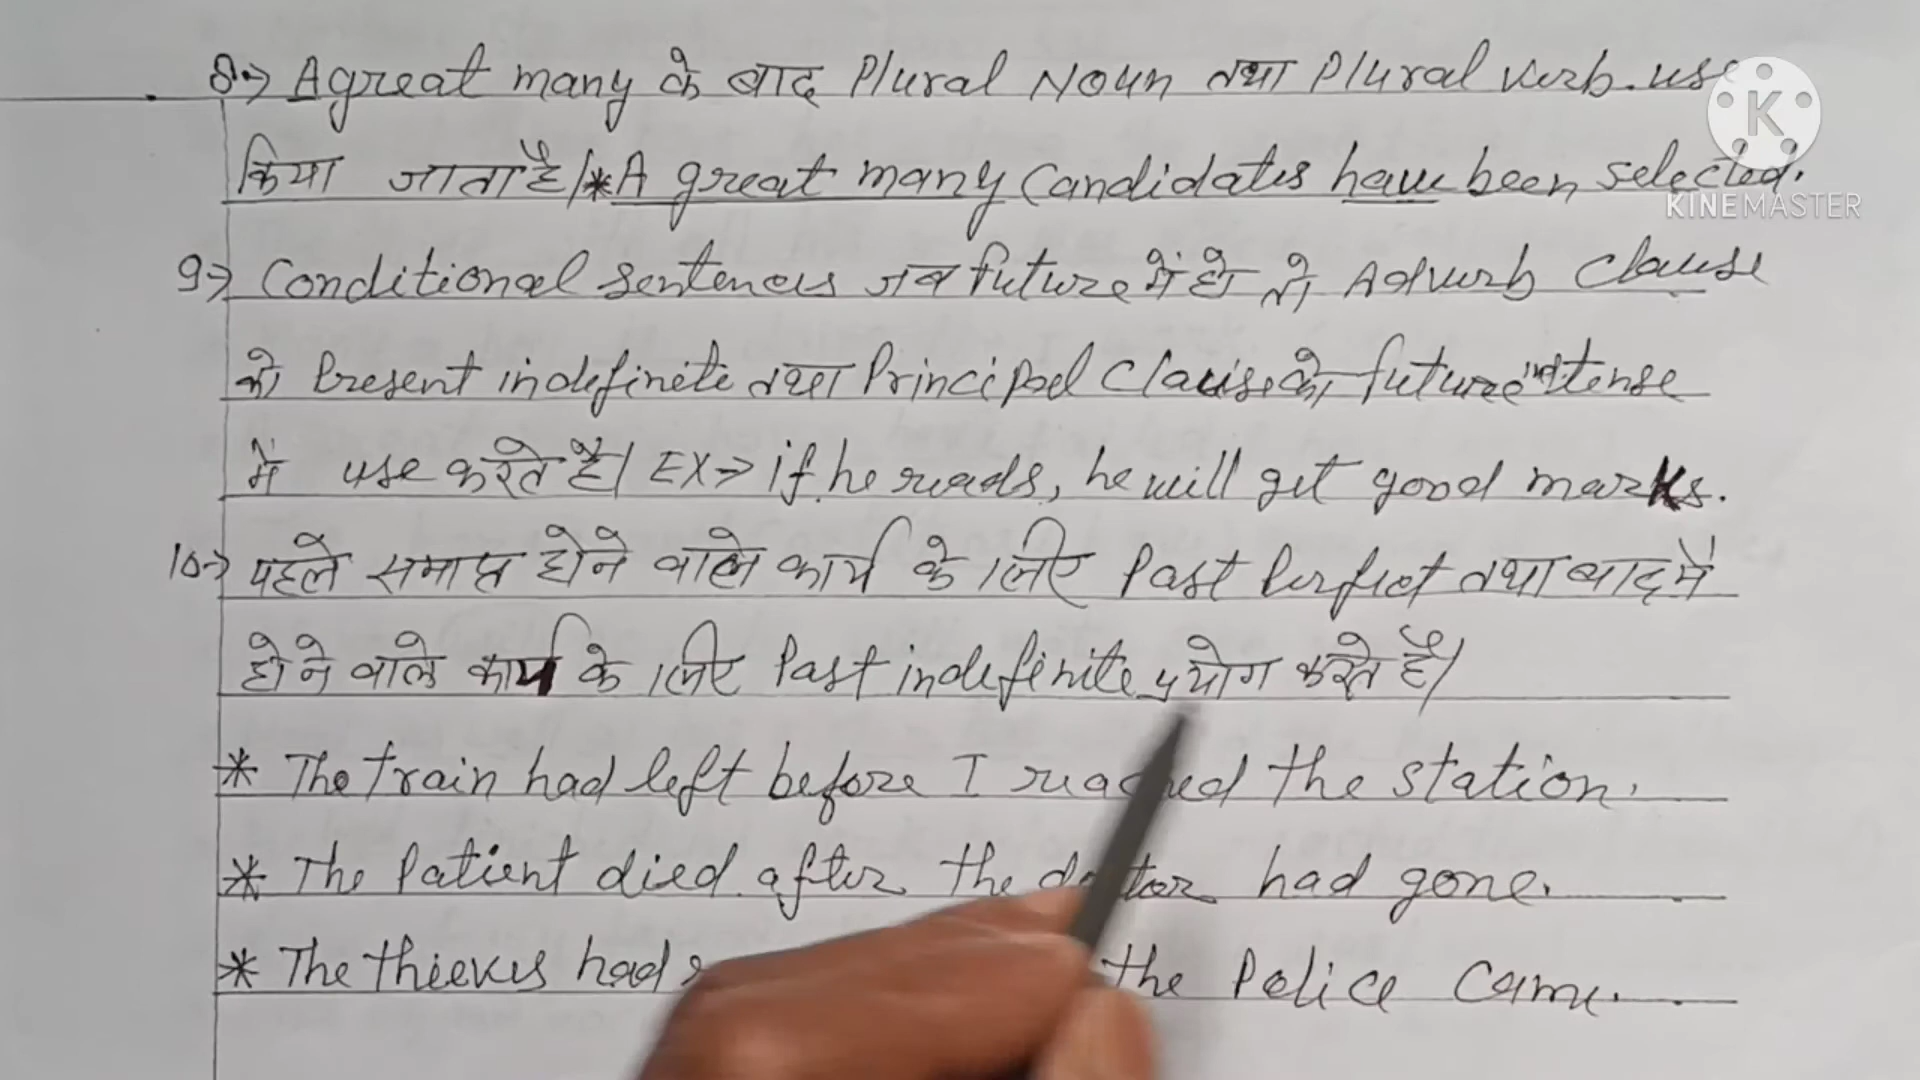 8→ A great many के बाद Plural Noun तथा Plural verb use
किया जाता है।* A great many Candidates have been selected.
K
KINEMASTER
9→ Conditional Sentences जब future में हो तो Adverb Clause
को Present indefinite तथा Principal Clause को future ind tense
में use करते है। EX→ if he reads, he will get good marks.
10→ पहले समाप्त होने वाले कार्य के लिए Past Perfect तथा बाद में
होने वाले कार्य के लिए Past indefinite प्रयोग करते है।
* The train had left before I reached the station.
* The Patient died after the doctor had gone.
* The thieves had the Police came.